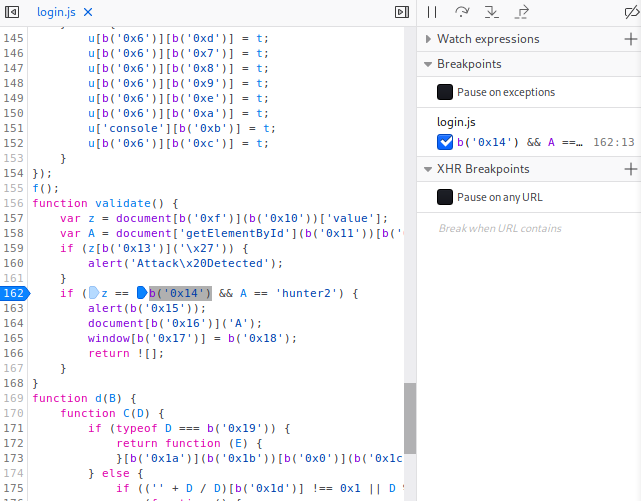 login.js
145 u[b('0x6')][b('0xd')] = t;
146 u[b('0x6')][b('0x7')] = t;
147 u[b('0x6')][b('0x8')] = t;
148 u[b('0x6')][b('0x9')] = t;
149 u[b('0x6')][b('0xe')] = t;
150 u[b('0x6')][b('0xa')] = t;
151 u['console'][b('0xb')] = t;
152 u[b('0x6')][b('0xc')] = t;
153 }
154 });
155 f();
156 function validate() {
157 var z = document[b('0xf')](b('0x10'))['value'];
158 var A = document['getElementById'](b('0x11'))[b('
159 if (z[b('0x13')]('\x27')) {
160 alert('Attack\x20Detected');
161 }
162 if (z == b('0x14') && A == 'hunter2') {
163 alert(b('0x15'));
164 document[b('0x16')]('A');
165 window[b('0x17')] = b('0x18');
166 return ![];
167 }
168 }
169 function d(B) {
170 function C(D) {
171 if (typeof D === b('0x19')) {
172 return function (E) {
173 }[b('0x1a')](b('0x1b'))[b('0x0')](b('0x1c
174 } else {
175 if (('' + D / D)[b('0x1d')] !== 0x1 || D
Watch expressions
Breakpoints
Pause on exceptions
login.js
b('0x14') && A ==… 162:13
XHR Breakpoints
Pause on any URL
Break when URL contains